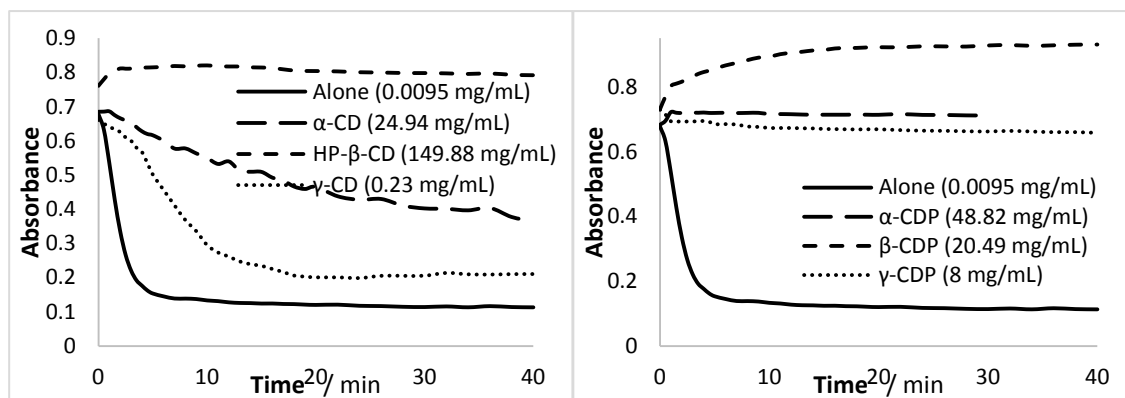 0.9
0.8
0.7
0.6
0.5
0.4
0.3
0.2
0.1
0
Absorbance
Alone (0.0095 mg/mL)
α-CD (24.94 mg/mL)
HP-β-CD (149.88 mg/mL)
γ-CD (0.23 mg/mL)
0 10 20 30 40
Time / min
0.8
0.6
0.4
0.2
0
Absorbance
Alone (0.0095 mg/mL)
α-CDP (48.82 mg/mL)
β-CDP (20.49 mg/mL)
γ-CDP (8 mg/mL)
0 10 20 30 40
Time / min